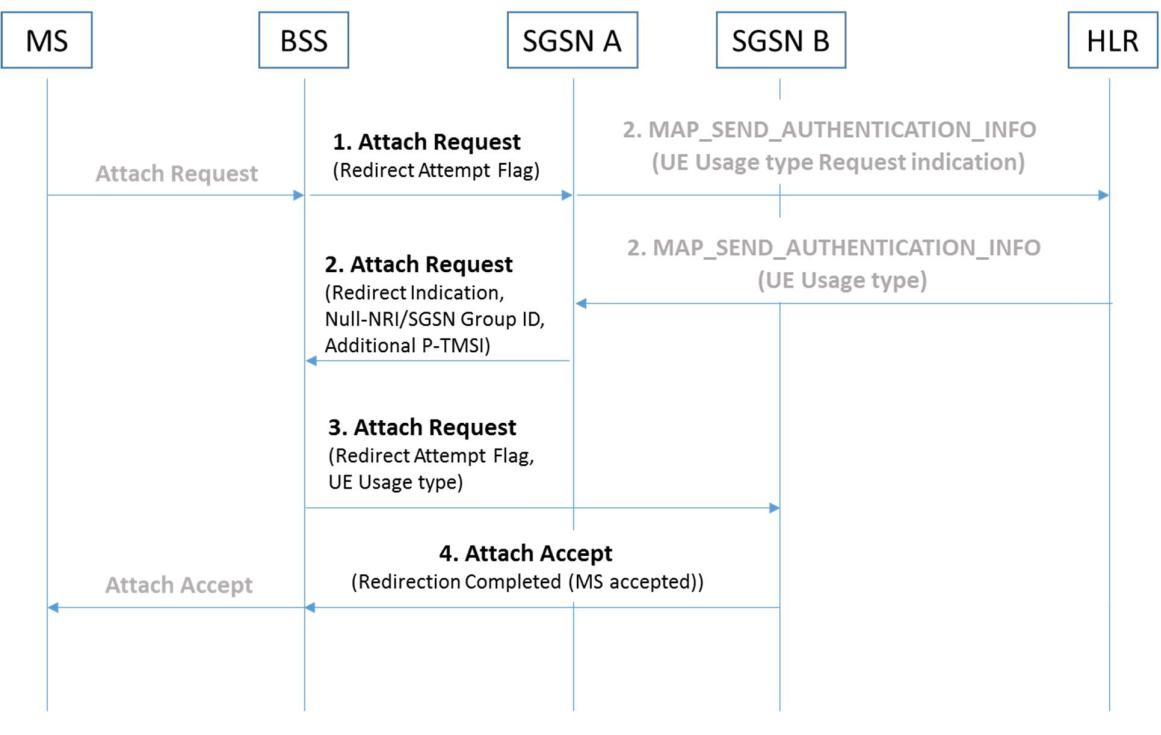 MS
BSS
SGSN A
SGSN B
HLR
Attach Request
1. Attach Request
(Redirect Attempt Flag)
2. MAP_SEND_AUTHENTICATION_INFO
(UE Usage type Request indication)
2. MAP_SEND_AUTHENTICATION_INFO
(UE Usage type)
2. Attach Request
(Redirect Indication,
Null-NRI/SGSN Group ID,
Additional P-TMSI)
3. Attach Request
(Redirect Attempt Flag,
UE Usage type)
4. Attach Accept
(Redirection Completed (MS accepted))
Attach Accept